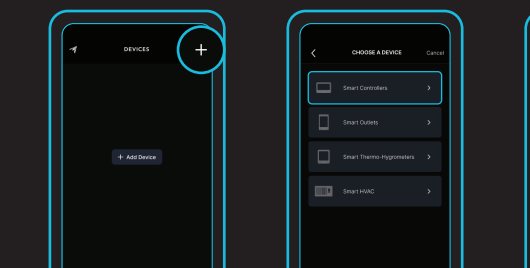 DEVICES
+ Add Device
CHOOSE A DEVICE Cancel
Smart Controllers
Smart Outlets
Smart Thermo-Hygrometers
Smart HVAC